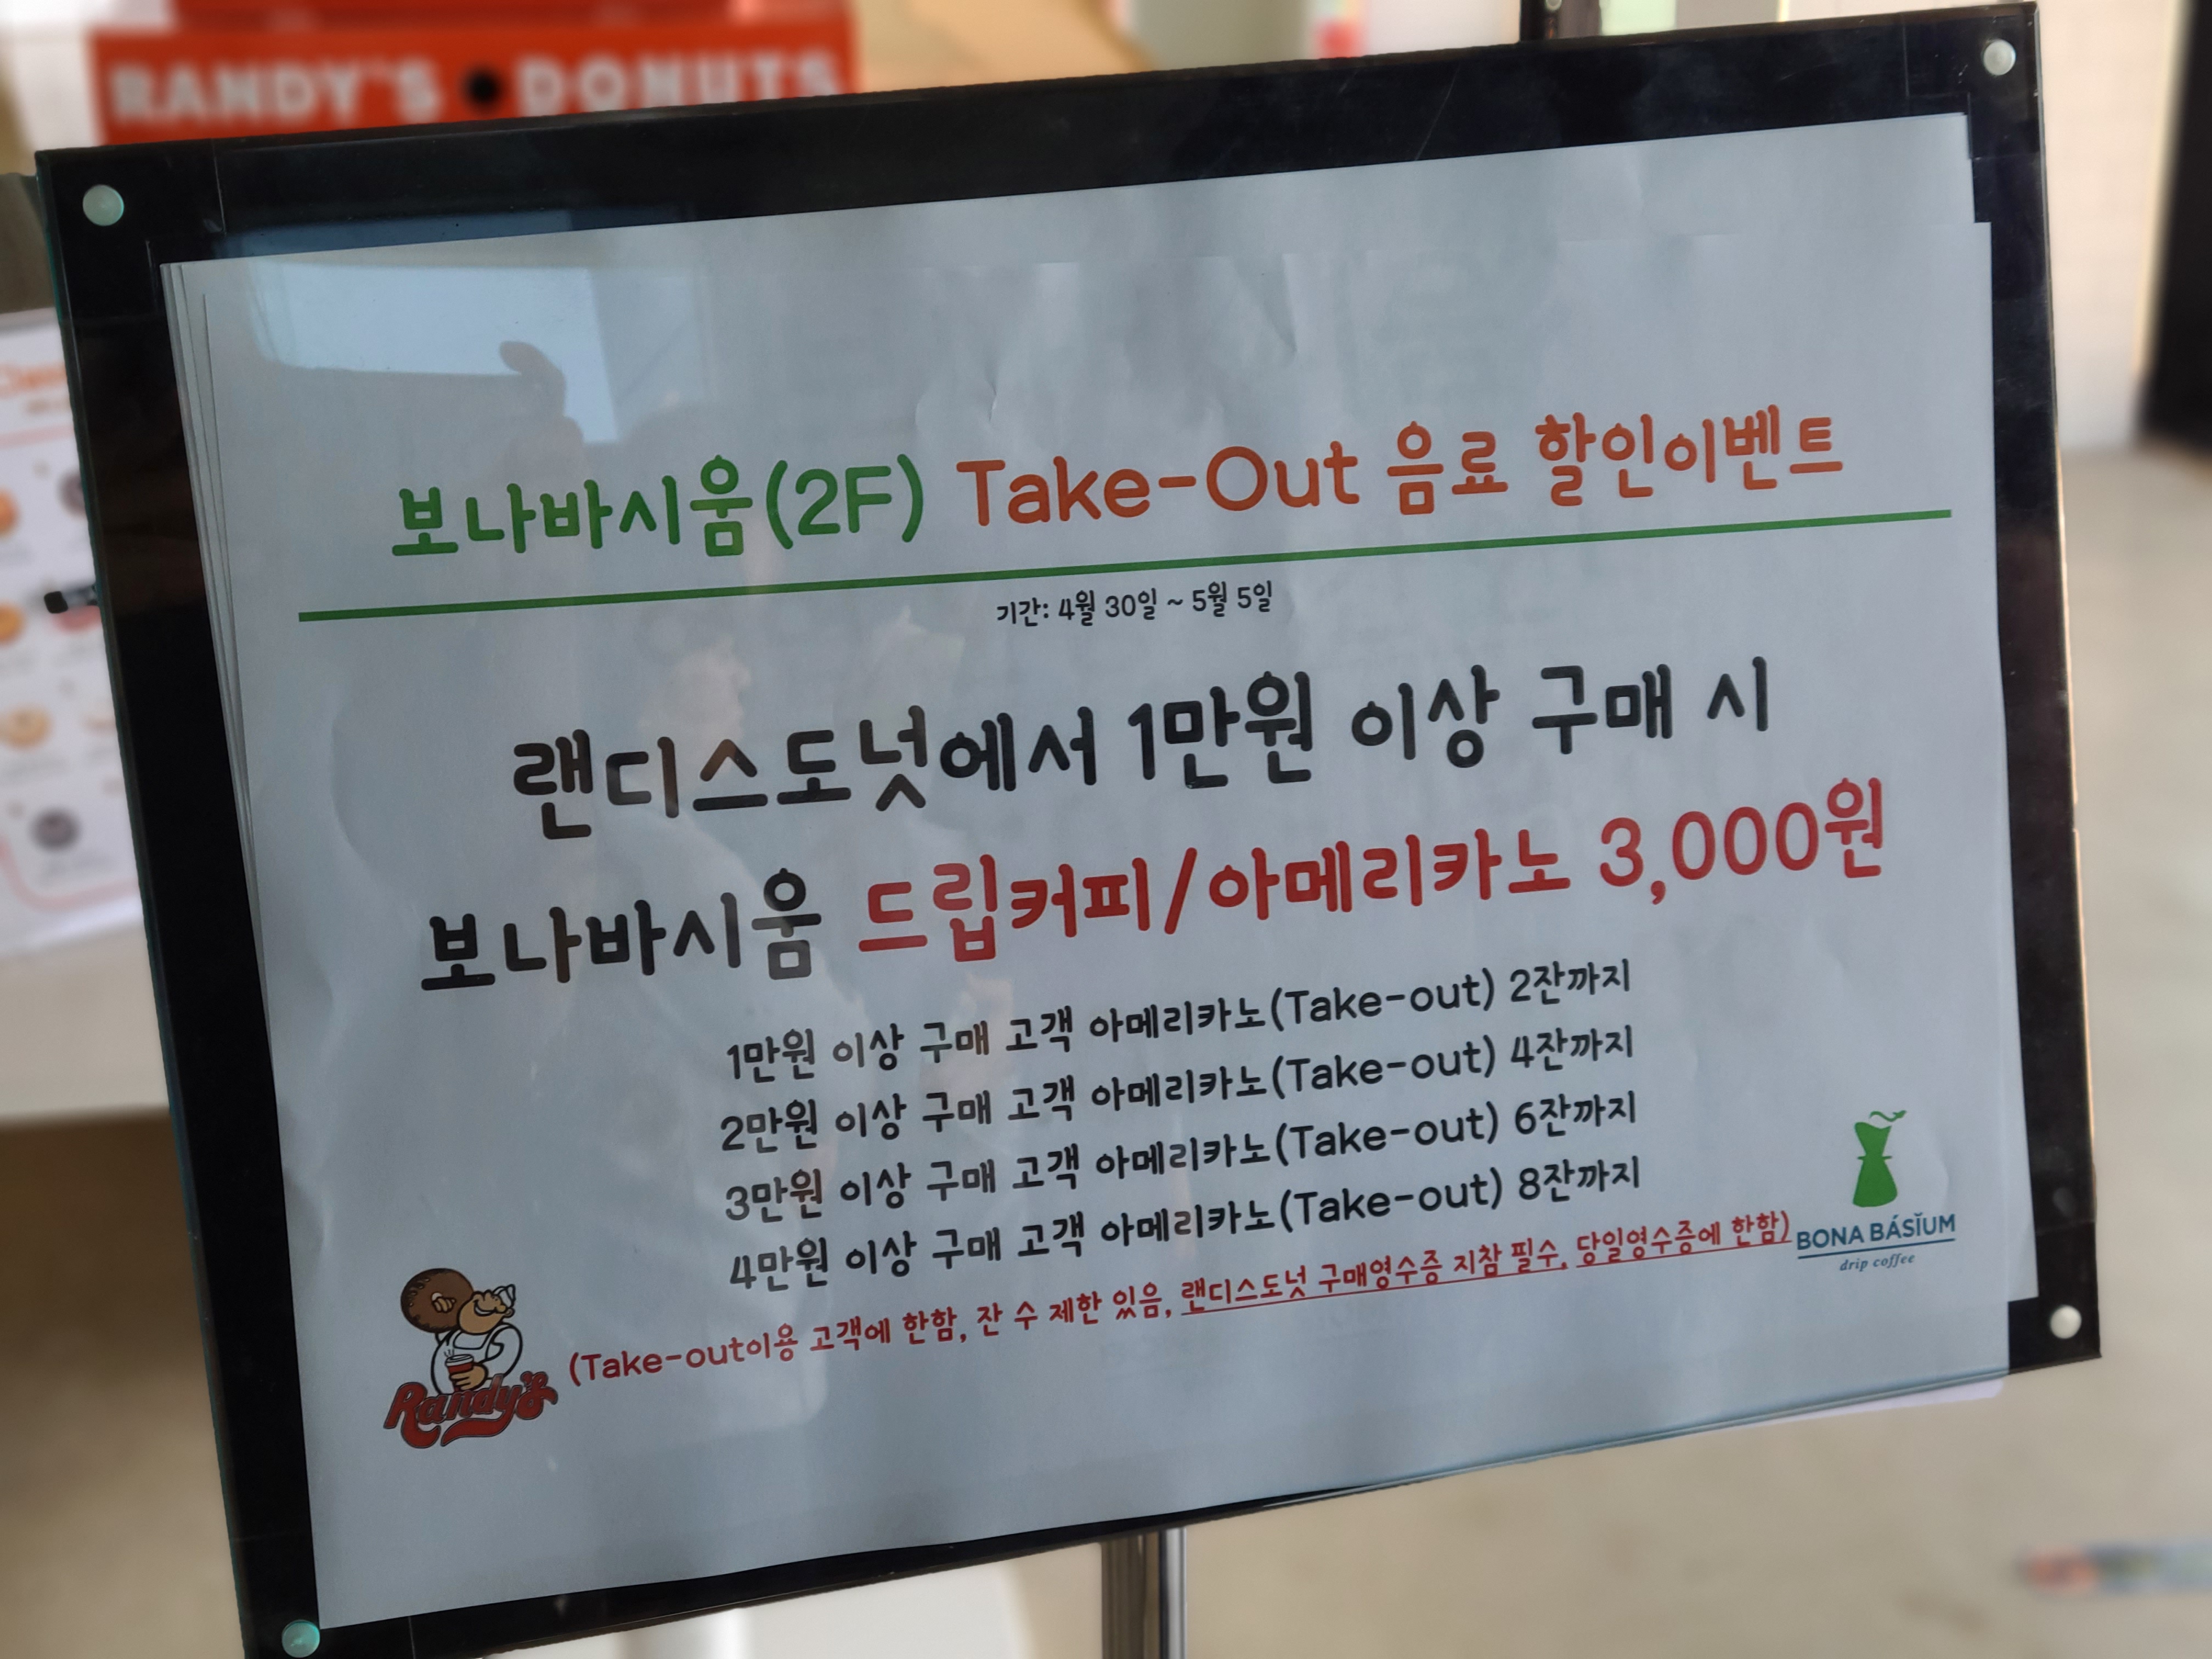 RANDY'S DONUTS
보나바시움(2F) Take-Out 음료 할인이벤트
기간: 4월 30일 ~ 5월 5일
랜디스도넛에서 1만원 이상 구매 시
보나바시움 드립커피/아메리카노 3,000원
1만원 이상 구매 고객 아메리카노(Take-out) 2잔까지
2만원 이상 구매 고객 아메리카노(Take-out) 4잔까지
3만원 이상 구매 고객 아메리카노(Take-out) 6잔까지
4만원 이상 구매 고객 아메리카노(Take-out) 8잔까지
(Take-out이용 고객에 한함, 잔 수 제한 있음, 랜디스도넛 구매영수증 지참 필수, 당일영수증에 한함)
Randy's
BONA BÁSĬUM
drip coffee